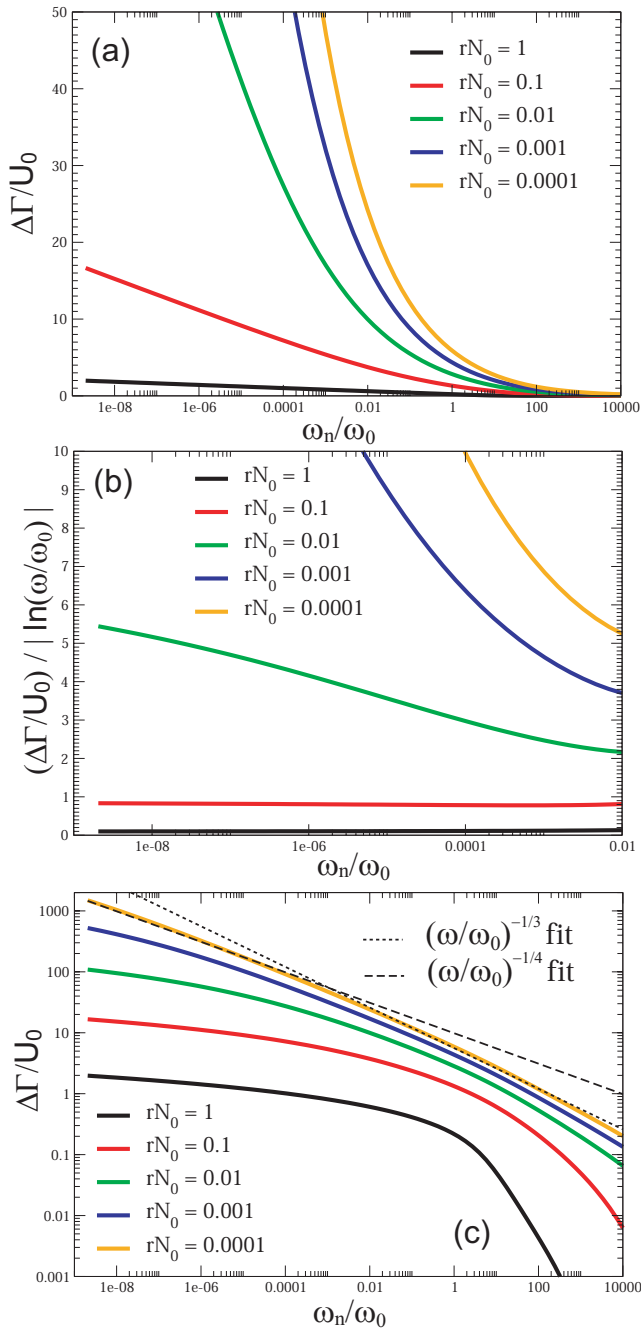 (a)
50
40
30
20
10
0
ΔΓ/U₀
rN₀ = 1
rN₀ = 0.1
rN₀ = 0.01
rN₀ = 0.001
rN₀ = 0.0001
1e-08 1e-06 0.0001 0.01 1 100 10000
ωₙ/ω₀
(b)
10
9
8
7
6
5
4
3
2
1
0
(ΔΓ/U₀) / | ln(ω/ω₀) |
rN₀ = 1
rN₀ = 0.1
rN₀ = 0.01
rN₀ = 0.001
rN₀ = 0.0001
1e-08 1e-06 0.0001 0.01
ωₙ/ω₀
1000
100
10
1
0.1
0.01
0.001
ΔΓ/U₀
(ω/ω₀)⁻¹/³ fit
(ω/ω₀)⁻¹/⁴ fit
rN₀ = 1
rN₀ = 0.1
rN₀ = 0.01
rN₀ = 0.001
rN₀ = 0.0001
(c)
1e-08 1e-06 0.0001 0.01 1 100 10000
ωₙ/ω₀